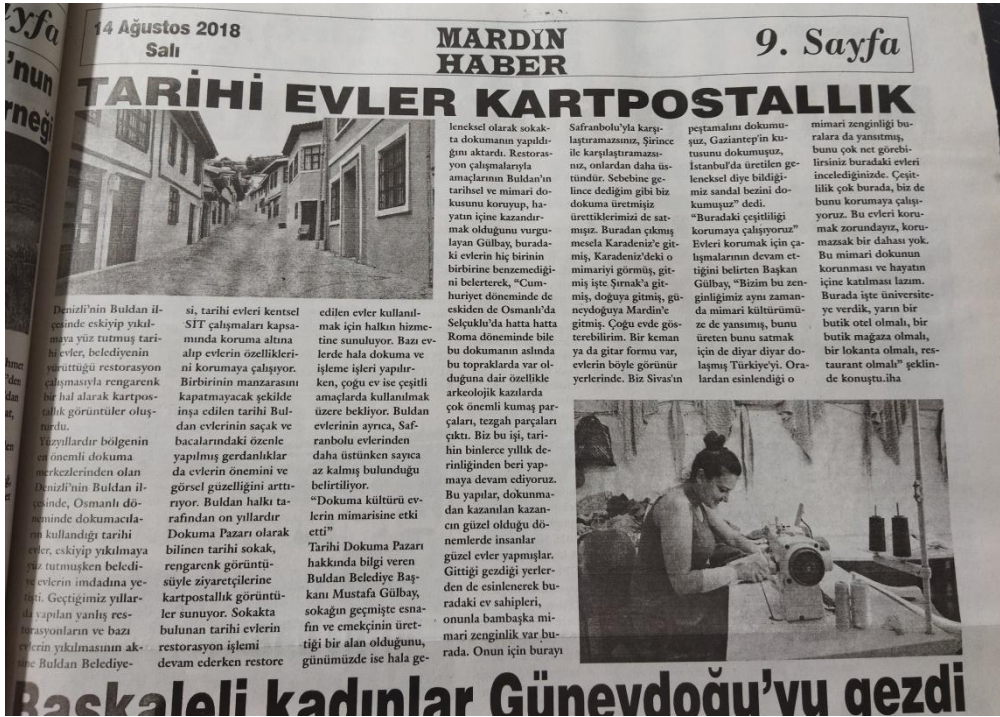 yfa
14 Ağustos 2018
Salı
MARDİN
HABER
9. Sayfa
'nun
rneği
TARİHİ EVLER KARTPOSTALLIK
Denizli'nin Buldan il-
çesinde eskiyip yıkıl-
maya yüz tutmuş tari-
hi evler, belediyenin
yürüttüğü restorasyon
çalışmasıyla rengarenk
bir hal alarak kartpos-
tallık görüntüler oluş-
turdu.
Yüzyıllardır bölgenin
en önemli dokuma
merkezlerinden olan
Denizli'nin Buldan il-
çesinde, Osmanlı dö-
neminde dokumacıla-
rın kullandığı tarihi
evler, eskiyip yıkılmaya
yüz tutmuşken beledi-
ye evlerin imdadına ye-
tişti. Geçtiğimiz yıllar-
da yapılan yanlış res-
torasyonların ve bazı
evlerin yıkılmasının ak-
sine Buldan Belediye-
si, tarihi evleri kentsel
SİT çalışmaları kapsa-
mında koruma altına
alıp evlerin özellikleri-
ni korumaya çalışıyor.
Birbirinin manzarasını
kapatmayacak şekilde
inşa edilen tarihi Bul-
dan evlerinin saçak ve
bacalarındaki özenle
yapılmış gerdanlıklar
da evlerin önemini ve
görsel güzelliğini arttı-
rıyor. Buldan halkı ta-
rafından on yıllardır
Dokuma Pazarı olarak
bilinen tarihi sokak,
rengarenk görüntü-
süyle ziyaretçilerine
kartpostallık görüntü-
ler sunuyor. Sokakta
bulunan tarihi evlerin
restorasyon işlemi
devam ederken restore
edilen evler kullanıl-
mak için halkın hizme-
tine sunuluyor. Bazı ev-
lerde hala dokuma ve
işleme işleri yapılır-
ken, çoğu ev ise çeşitli
amaçlarda kullanılmak
üzere bekliyor. Buldan
evlerinin ayrıca, Saf-
ranbolu evlerinden
daha üstünken sayıca
az kalmış bulunduğu
belirtiliyor.
“Dokuma kültürü ev-
lerin mimarisine etki
etti”
Tarihi Dokuma Pazarı
hakkında bilgi veren
Buldan Belediye Baş-
kanı Mustafa Gülbay,
sokağın geçmişte esna-
fın ve emekçinin üret-
tiği bir alan olduğunu,
günümüzde ise hala ge-
leneksel olarak sokak-
ta dokumanın yapıldı-
ğını aktardı. Restoras-
yon çalışmalarıyla
amaçlarının Buldan'ın
tarihsel ve mimari do-
kusunu koruyup, ha-
yatın içine kazandır-
mak olduğunu vurgu-
layan Gülbay, burada-
ki evlerin hiç birinin
birbirine benzemediği-
ni belirterek, “Cum-
huriyet döneminde de
eskiden de Osmanlı'da
Selçuklu'da hatta hatta
Roma döneminde bile
bu dokumanın aslında
bu topraklarda var ol-
duğuna dair özellikle
arkeolojik kazılarda
çok önemli kumaş par-
çaları, tezgah parçaları
çıktı. Biz bu işi, tari-
hin binlerce yıllık de-
rinliğinden beri yap-
maya devam ediyoruz.
Bu yapılar, dokunma-
dan kazanılan kazan-
cın güzel olduğu dö-
nemlerde insanlar
güzel evler yapmışlar.
Gittiği gezdiği yerler-
den de esinlenerek bu-
radaki ev sahipleri,
onunla bambaşka mi-
mari zenginlik var bu-
rada. Onun için burayı
Safranbolu'yla karşı-
laştıramazsınız, Şirince
ile karşılaştıramazsı-
nız, onlardan daha üs-
tündür. Sebebine ge-
lince dediğim gibi biz
dokuma üretmişiz
ürettiklerimizi de sat-
mışız. Buradan çıkmış
mesela Karadeniz'e git-
miş, Karadeniz'deki o
mimariyi görmüş, git-
miş işte Şırnak'a git-
miş, doğuya gitmiş, gü-
neydoğuya Mardin'e
gitmiş. Çoğu evde gös-
terebilirim. Bir keman
ya da gitar formu var,
evlerin böyle görünür
yerlerinde. Biz Sivas'ın
peştamalını dokumu-
şuz, Gaziantep'in ku-
tusunu dokumuşuz,
İstanbul'da üretilen ge-
leneksel diye bildiği-
miz sandal bezini do-
kumuşuz” dedi.
“Buradaki çeşitliliği
korumaya çalışıyoruz”
Evleri korumak için ça-
lışmalarının devam et-
tiğini belirten Başkan
Gülbay, “Bizim bu zen-
ginliğimiz aynı zaman-
da mimari kültürümü-
ze de yansımış, bunu
üreten bunu satmak
için de diyar diyar do-
laşmış Türkiye'yi. Ora-
lardan esinlendiği o
mimari zenginliği bu-
ralara da yansıtmış,
bunu çok net görebi-
lirsiniz buradaki evleri
incelediğinizde. Çeşit-
lilik çok burada, biz de
bunu korumaya çalışı-
yoruz. Bu evleri koru-
mak zorundayız, koru-
mazsak bir dahası yok.
Bu mimari dokunun
korunması ve hayatın
içine katılması lazım.
Burada işte üniversite-
ye verdik, yarın bir
butik otel olmalı, bir
butik mağaza olmalı,
bir lokanta olmalı, res-
taurant olmalı” şeklin-
de konuştu.iha
Başkaleli kadınlar Güneydoğu'yu gezdi